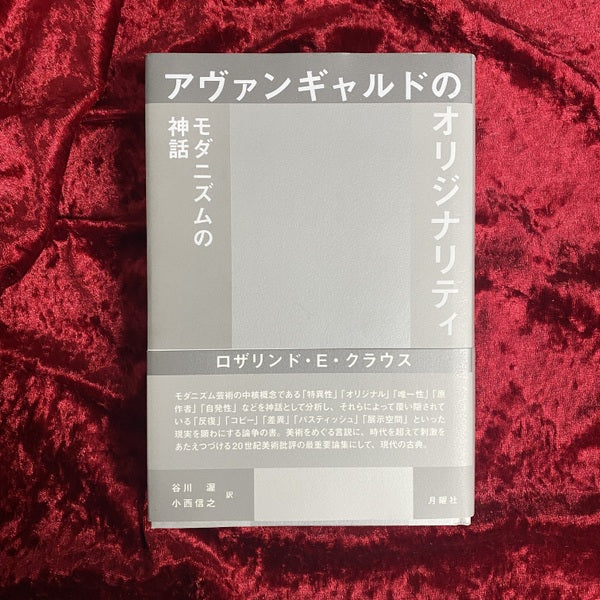 アヴァンギャルドの
オリジナリティ
モダニズムの
神話
ロザリンド・E・クラウス
モダニズム芸術の中核概念である「特異性」「オリジナル」「唯一性」「原
作者」「自発性」などを神話として分析し、それらによって覆い隠されて
いる「反復」「コピー」「差異」「パスティッシュ」「展示空間」といった
現実を顕わにする論争の書。美術をめぐる言説に、時代を超えて刺激を
あたえつづける20世紀美術批評の最重要論集にして、現代の古典。
谷川 渥
小西信之 訳
月曜社